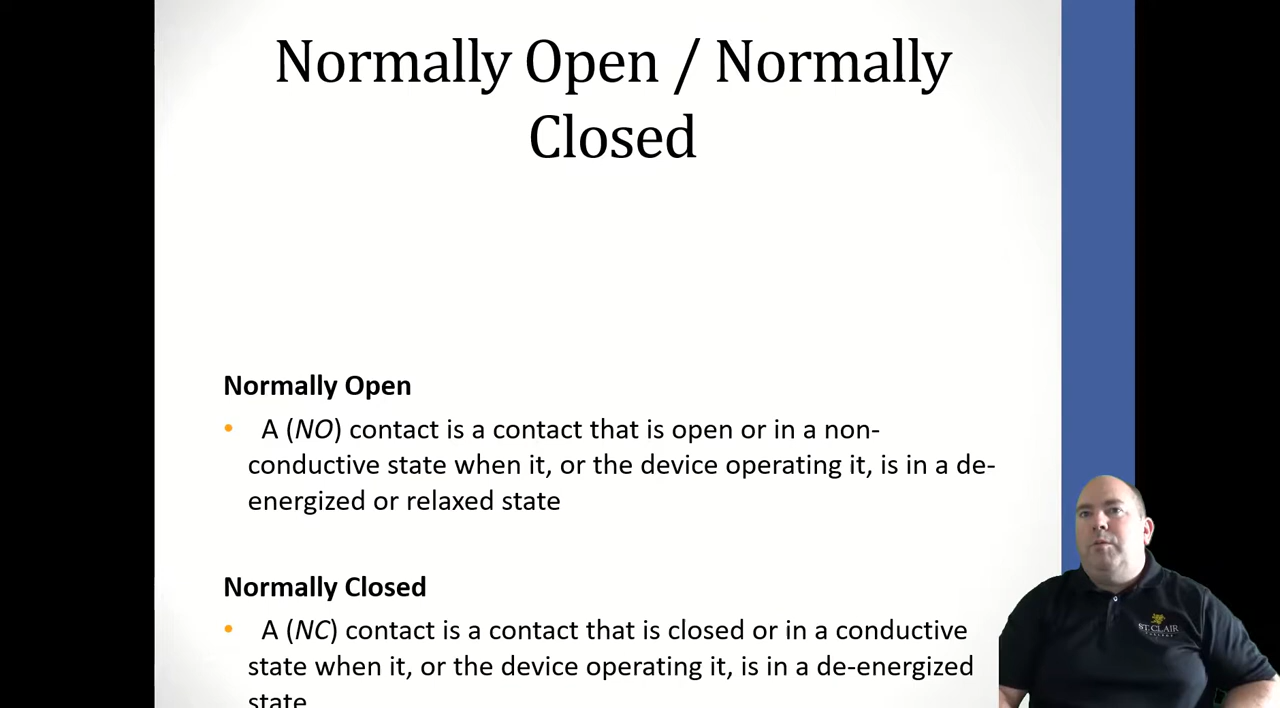 Normally Open / Normally
Closed
Normally Open
• A (NO) contact is a contact that is open or in a non-
conductive state when it, or the device operating it, is in a de-
energized or relaxed state
Normally Closed
• A (NC) contact is a contact that is closed or in a conductive
state when it, or the device operating it, is in a de-energized
state
ST. CLAIR
COLLEGE